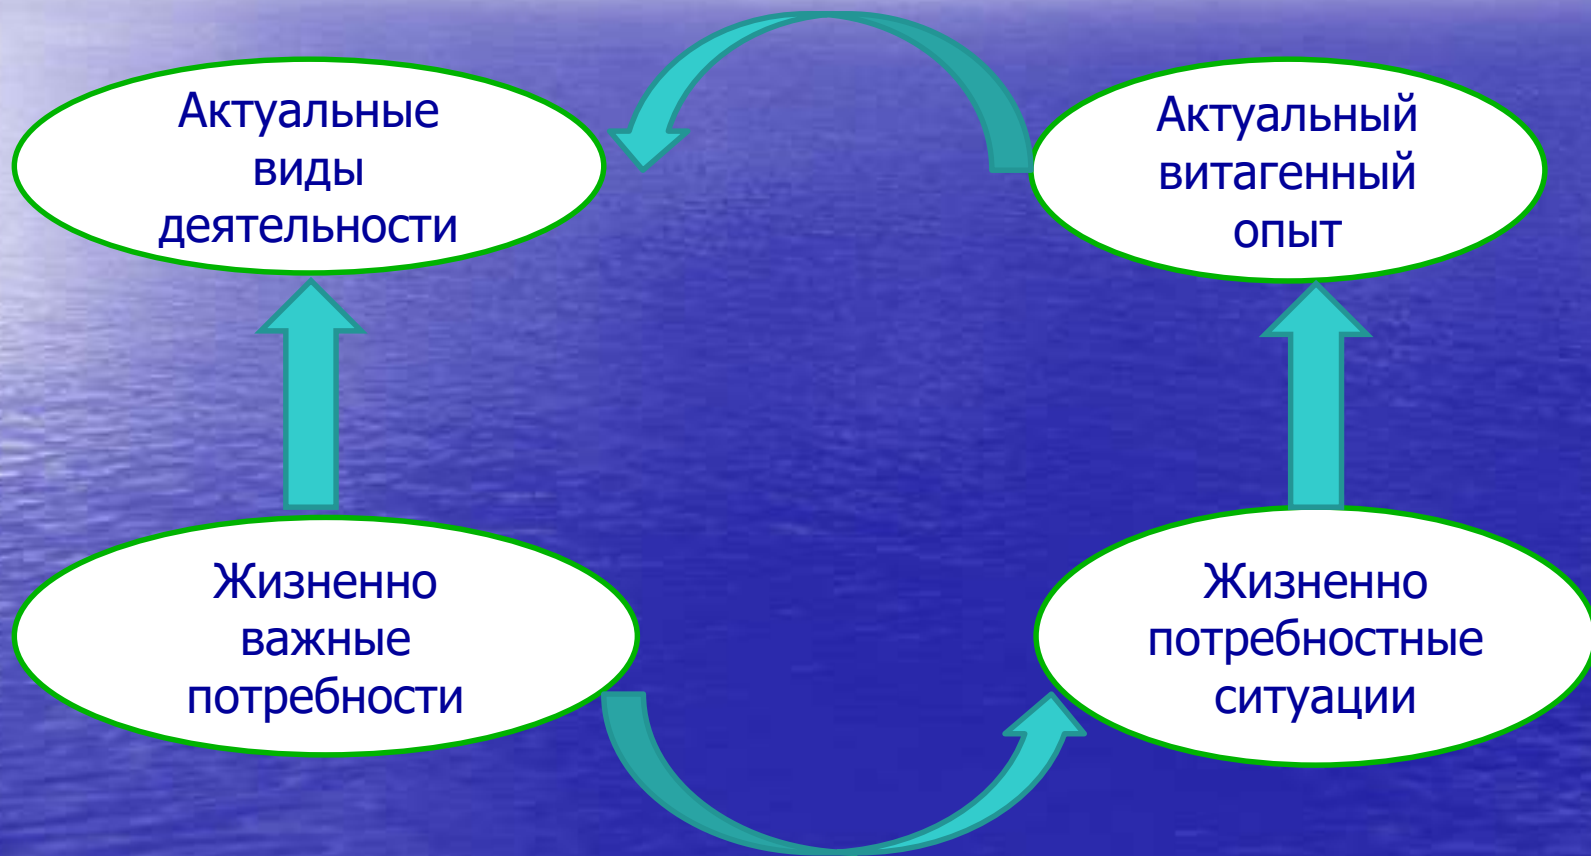 Актуальные
виды
деятельности
Актуальный
витагенный
опыт
Жизненно
важные
потребности
Жизненно
потребностные
ситуации